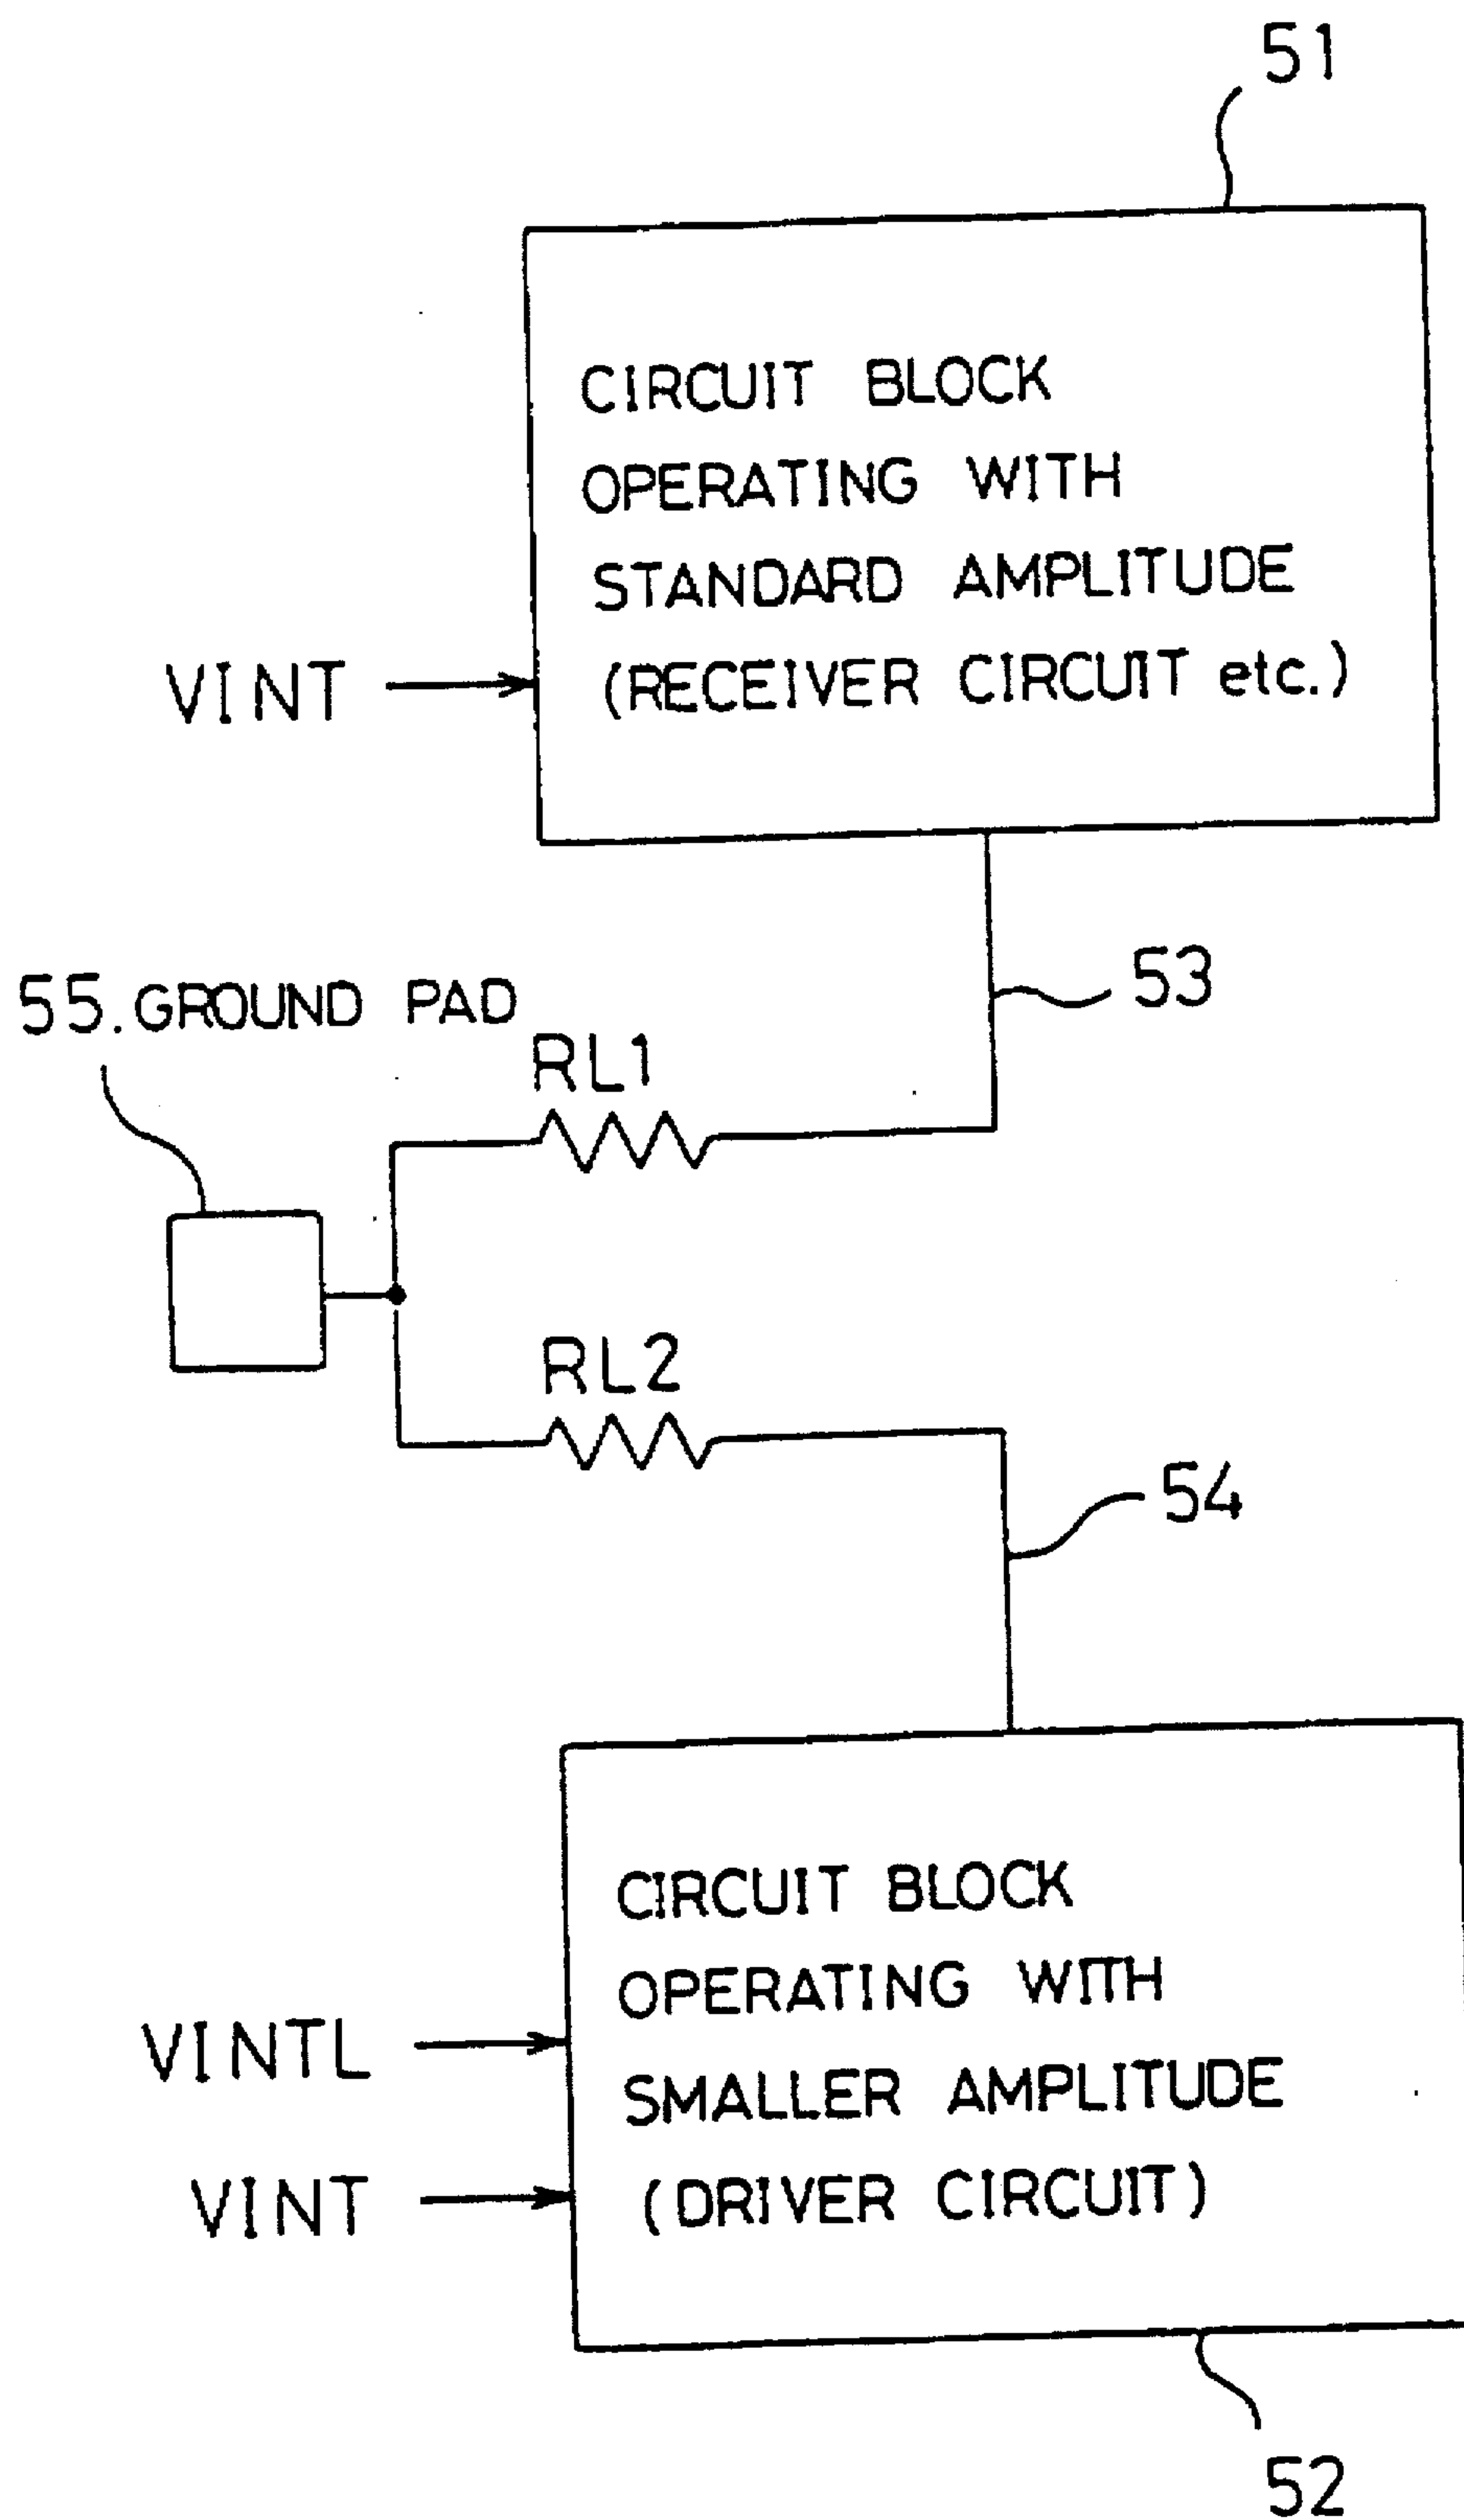 51
CIRCUIT BLOCK
OPERATING WITH
STANDARD AMPLITUDE
(RECEIVER CIRCUIT etc.)
VINT
53
55.GROUND PAD
RL1
RL2
54
CIRCUIT BLOCK
OPERATING WITH
SMALLER AMPLITUDE
(DRIVER CIRCUIT)
VINTL
VINT
52